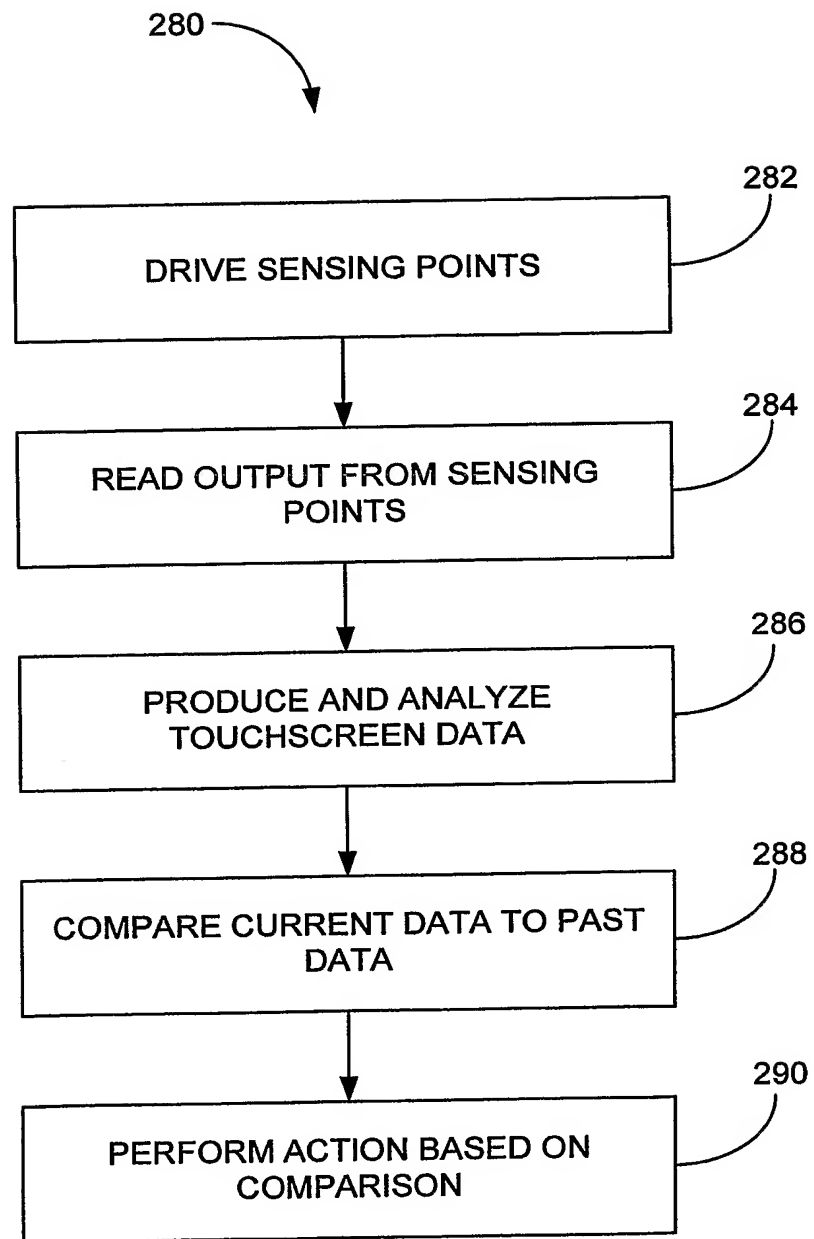 280
282
DRIVE SENSING POINTS
284
READ OUTPUT FROM SENSING
POINTS
286
PRODUCE AND ANALYZE
TOUCHSCREEN DATA
288
COMPARE CURRENT DATA TO PAST
DATA
290
PERFORM ACTION BASED ON
COMPARISON